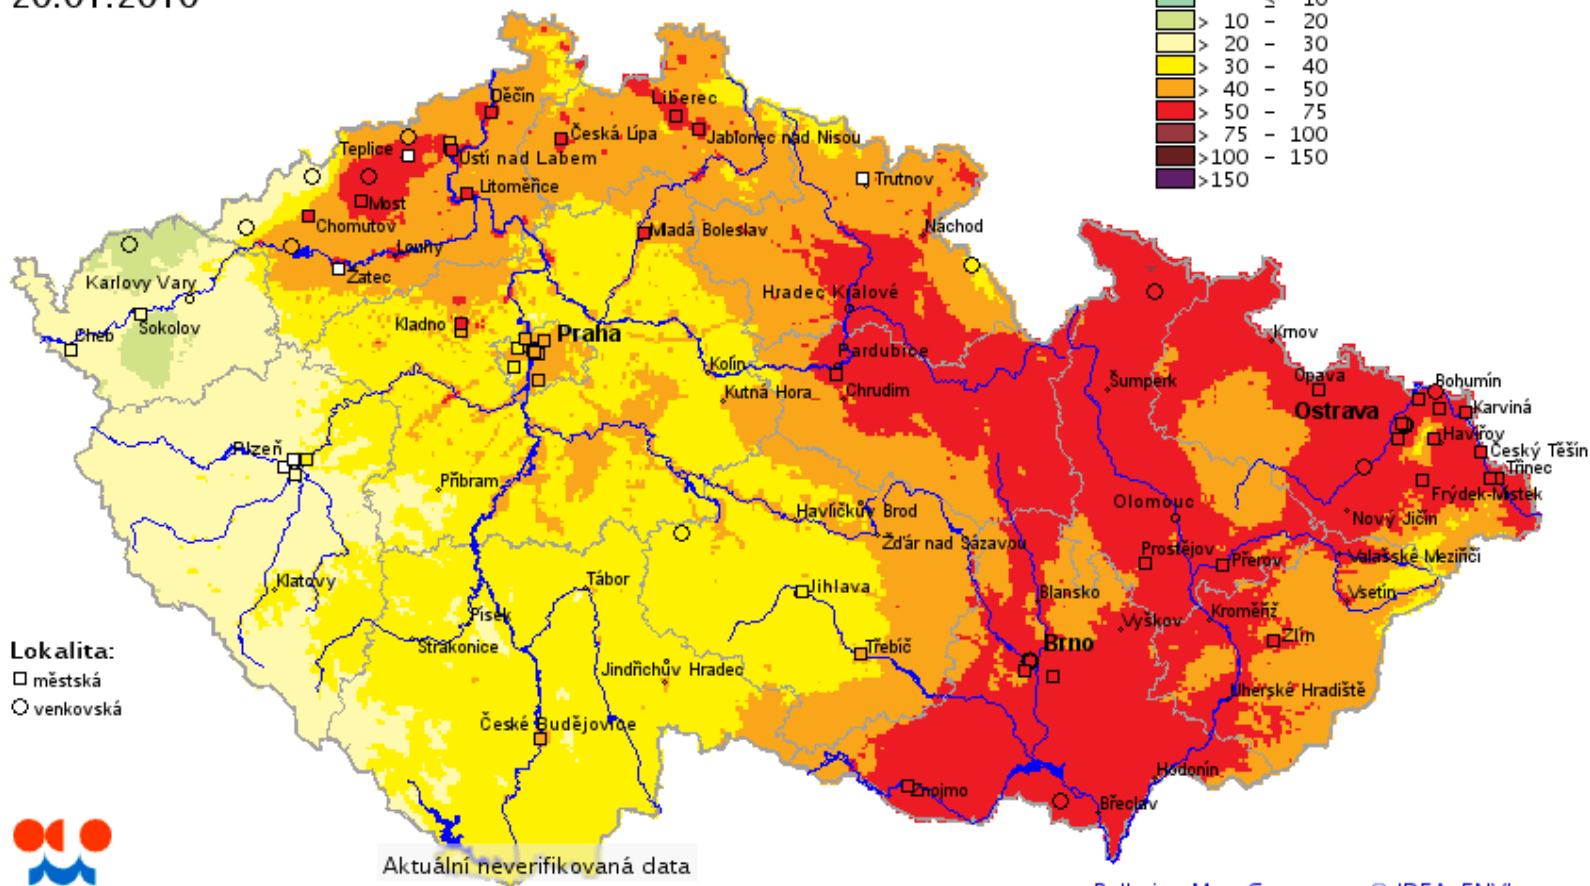 20.01.2010
≤ 10
> 10 - 20
> 20 - 30
> 30 - 40
> 40 - 50
> 50 - 75
> 75 - 100
>100 - 150
>150
Děčín
Liberec
Česká Lípa
Jablonec nad Nisou
Teplice
Ústí nad Labem
Litoměřice
Trutnov
Most
Chomutov
Mladá Boleslav
Náchod
Louny
Žatec
Karlovy Vary
Hradec Králové
Sokolov
Kladno
Praha
Cheb
Krnov
Pardubice
Kolín
Kutná Hora
Chrudim
Šumperk
Opava
Bohumín
Ostrava
Karviná
Havířov
Český Těšín
Třinec
Plzeň
Příbram
Frýdek-Místek
Olomouc
Havlíčkův Brod
Nový Jičín
Žďár nad Sázavou
Prostějov
Přerov
Valašské Meziříčí
Klatovy
Tábor
Jihlava
Blansko
Vsetín
Kroměříž
Písek
Vyškov
Zlín
Strakonice
Třebíč
Brno
Lokalita:
městská
venkovská
Jindřichův Hradec
Uherské Hradiště
České Budějovice
Hodonín
Znojmo
Břeclav
Aktuální neverifikovaná data